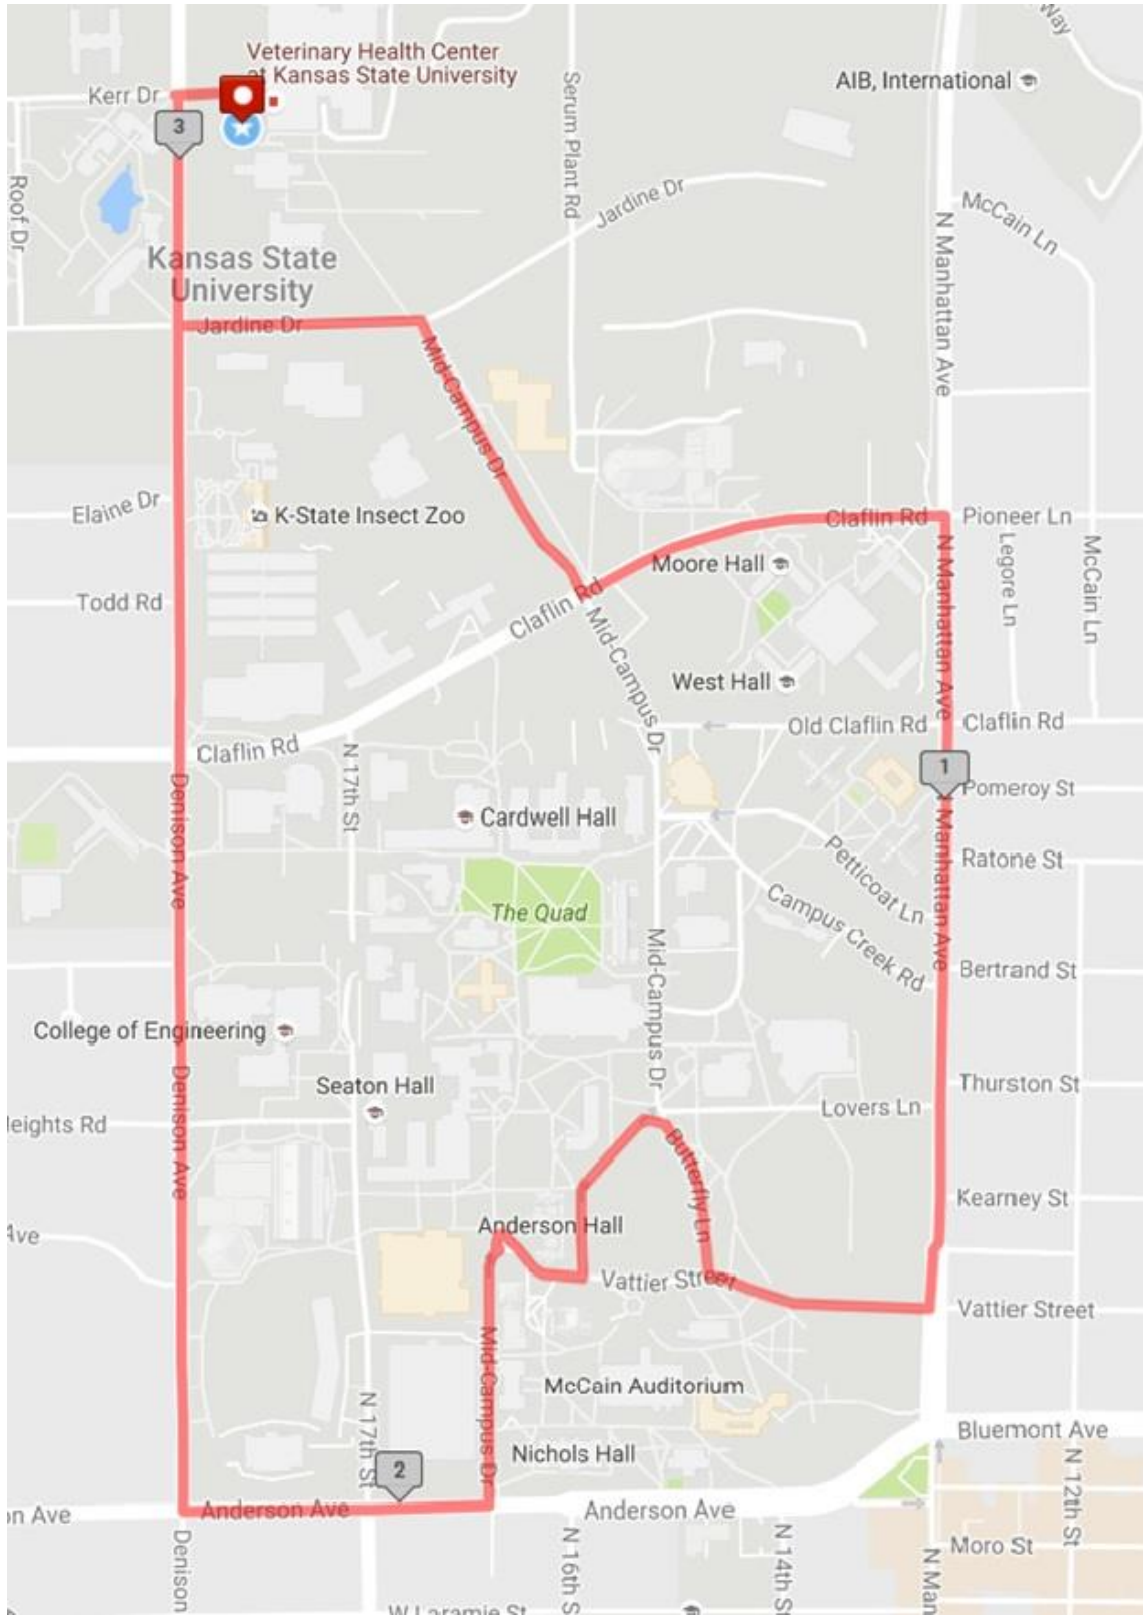 Way
Veterinary Health Center
at Kansas State University
AIB, International
Kerr Dr
3
Serum Plant Rd
Roof Dr
Jardine Dr
McCain Ln
N Manhattan Ave
Kansas State
University
Jardine Dr
Mid-Campus Dr
Elaine Dr
K-State Insect Zoo
Claflin Rd
Pioneer Ln
Moore Hall
N Manhattan Ave
Legore Ln
McCain Ln
Todd Rd
Claflin Rd
Mid-Campus Dr
West Hall
Old Claflin Rd
Claflin Rd
Claflin Rd
N 17th St
1
Pomeroy St
Denison Ave
Cardwell Hall
N Manhattan Ave
Petticoat Ln
Ratone St
The Quad
Campus Creek Rd
Mid-Campus Dr
Bertrand St
College of Engineering
Denison Ave
Seaton Hall
Thurston St
Lovers Ln
eights Rd
Butterfly Ln
Kearney St
Anderson Hall
Ave
Vattier Street
Vattier Street
Mid-Campus Dr
McCain Auditorium
N 17th St
Bluemont Ave
Nichols Hall
2
N 12th St
on Ave
Anderson Ave
Anderson Ave
Denison
N 16th S
N 14th St
N Man
Moro St
W Laramie St